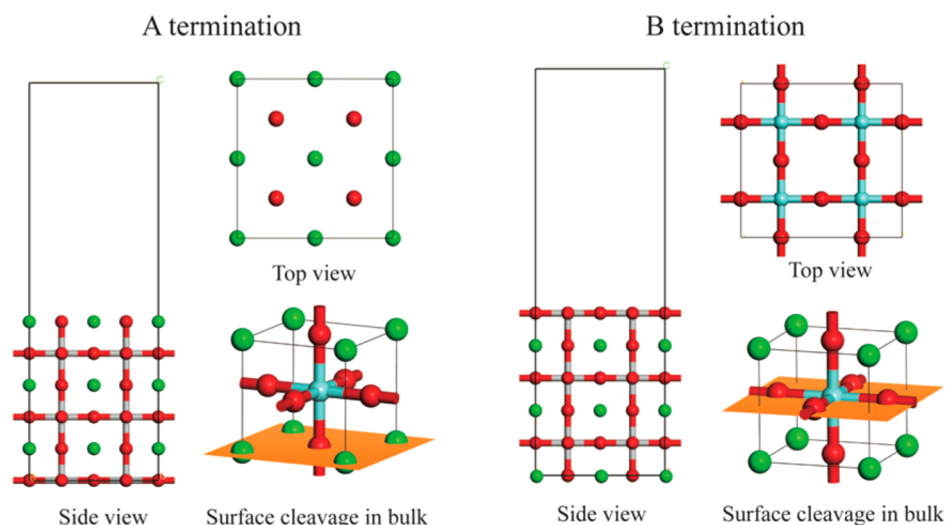 A termination
B termination
Top view
Top view
Side view
Surface cleavage in bulk
Side view
Surface cleavage in bulk